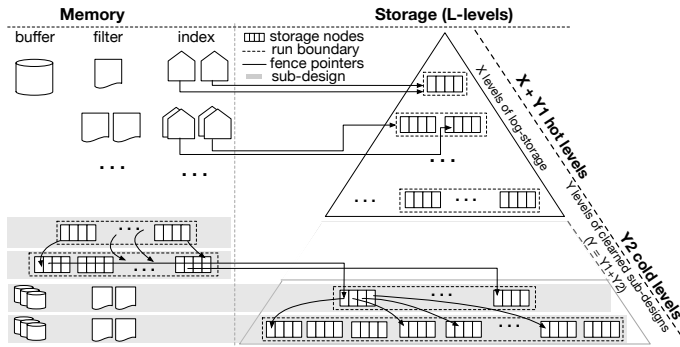 Memory
Storage (L-levels)
buffer
filter
index
storage nodes
run boundary
fence pointers
sub-design
X + Y1 hot levels
X levels of log-storage
Y2 cold levels
Y levels of clearned sub-designs
(Y = Y1+Y2)